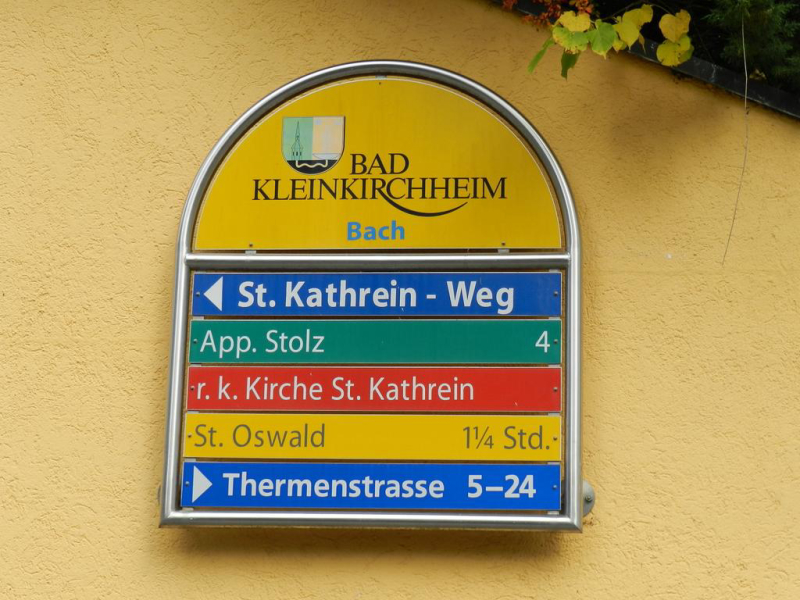 BAD
KLEINKIRCHHEIM
Bach
St. Kathrein - Weg
App. Stolz 4
r. k. Kirche St. Kathrein
St. Oswald 1¼ Std.
Thermenstrasse 5–24